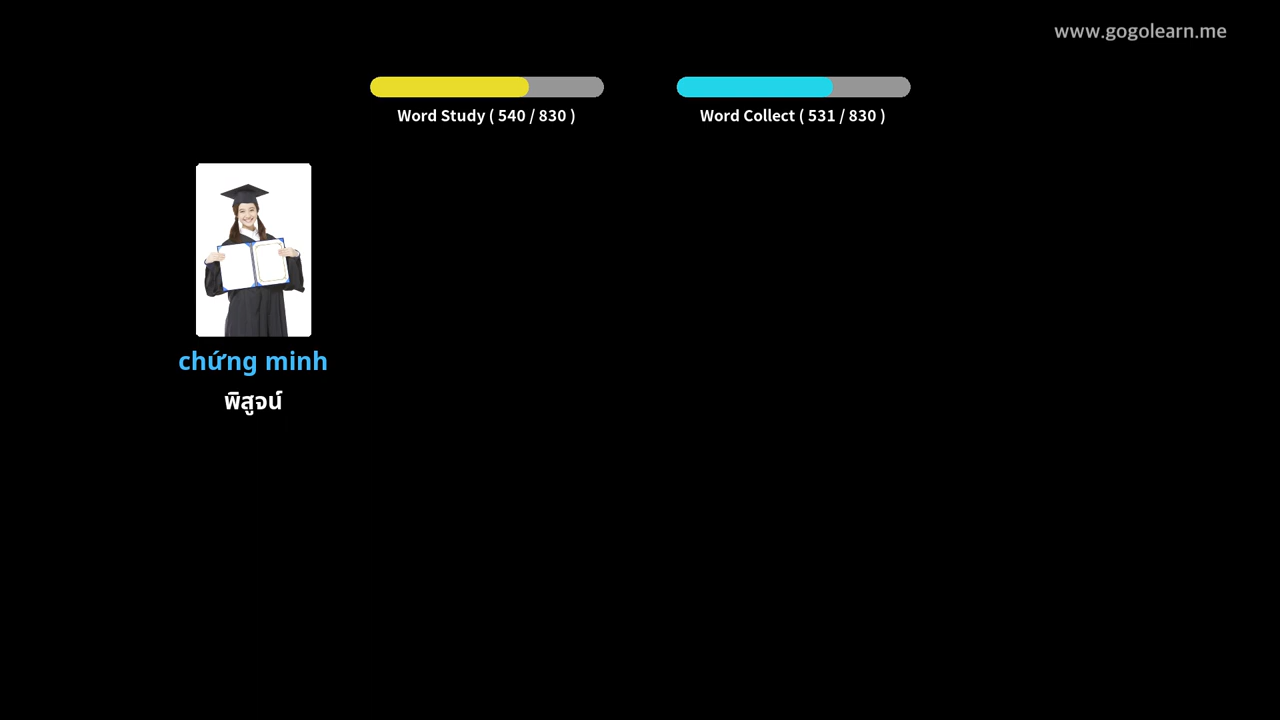 www.gogolearn.me
Word Study ( 540 / 830 )
Word Collect ( 531 / 830 )
chứng minh
พิสูจน์